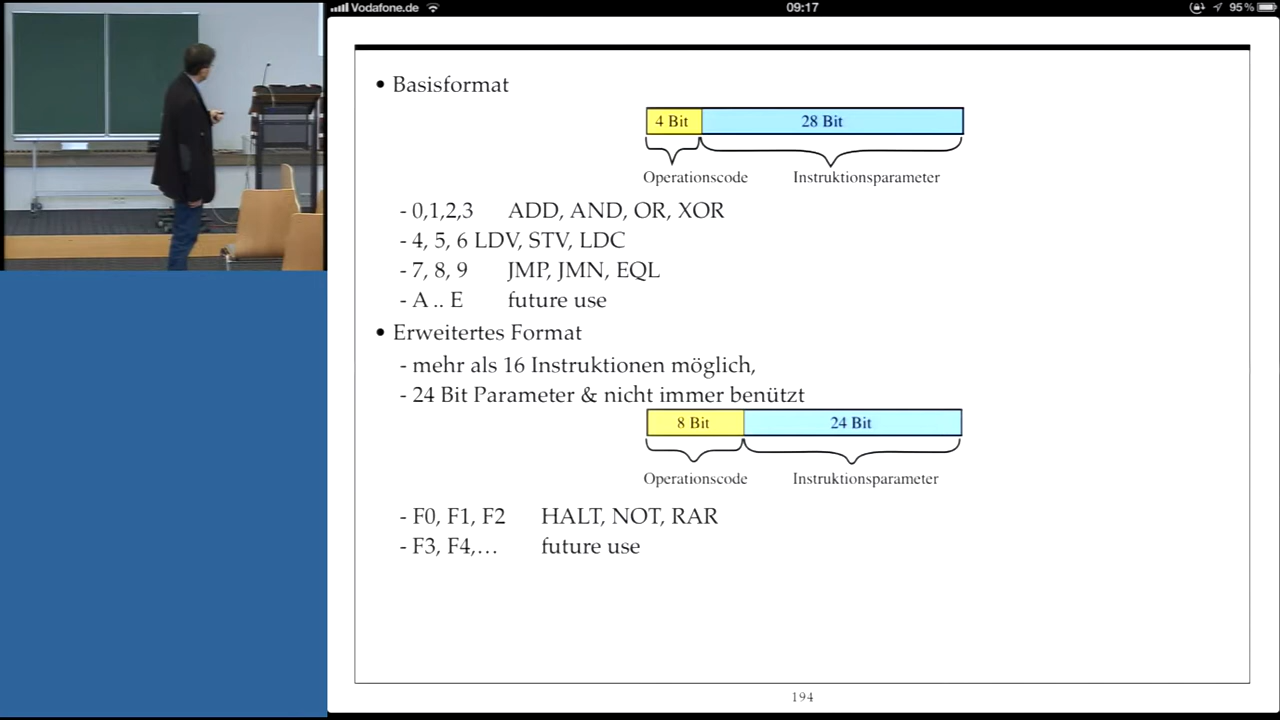 Vodafone.de
09:17
95 %
• Basisformat
4 Bit
28 Bit
Operationscode
Instruktionsparameter
- 0,1,2,3 ADD, AND, OR, XOR
- 4, 5, 6 LDV, STV, LDC
- 7, 8, 9 JMP, JMN, EQL
- A .. E future use
• Erweitertes Format
- mehr als 16 Instruktionen möglich,
- 24 Bit Parameter & nicht immer benützt
8 Bit
24 Bit
Operationscode
Instruktionsparameter
- F0, F1, F2 HALT, NOT, RAR
- F3, F4,… future use
194